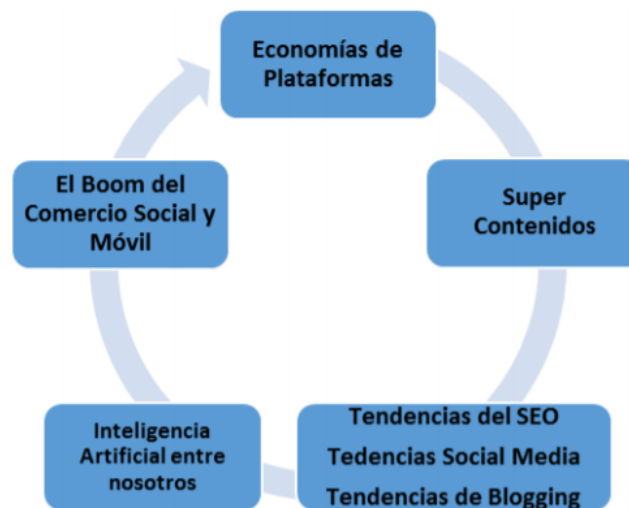 Economías de
Plataformas
Super
Contenidos
Tendencias del SEO
Tedencias Social Media
Tendencias de Blogging
Inteligencia
Artificial entre
nosotros
El Boom del
Comercio Social y
Móvil